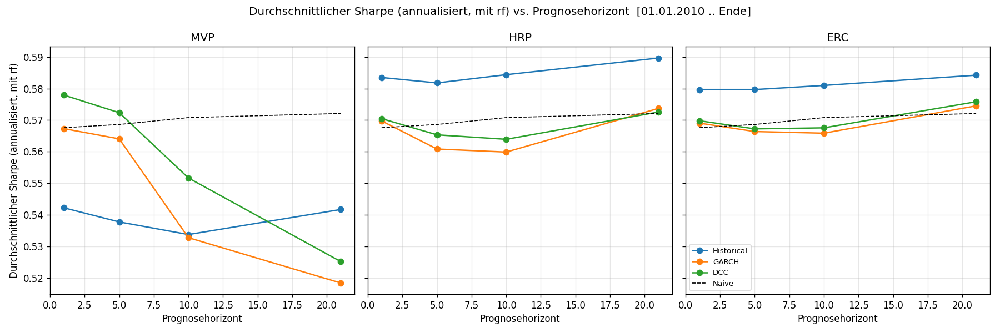 Durchschnittlicher Sharpe (annualisiert, mit rf) vs. Prognosehorizont  [01.01.2010 .. Ende]
MVP
HRP
ERC
Durchschnittlicher Sharpe (annualisiert, mit rf)
0.59
0.58
0.57
0.56
0.55
0.54
0.53
0.52
0.0 2.5 5.0 7.5 10.0 12.5 15.0 17.5 20.0
Prognosehorizont
0.0 2.5 5.0 7.5 10.0 12.5 15.0 17.5 20.0
Prognosehorizont
Historical
GARCH
DCC
Naive
0.0 2.5 5.0 7.5 10.0 12.5 15.0 17.5 20.0
Prognosehorizont